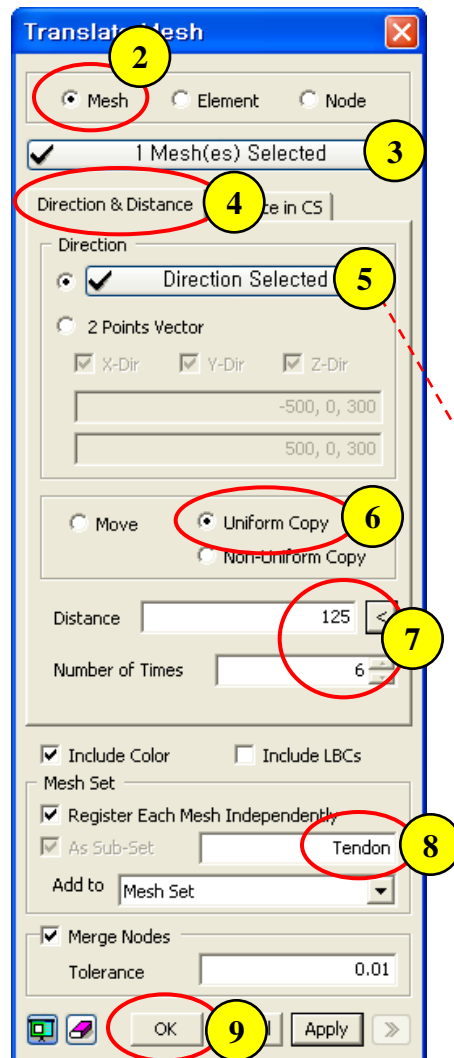 Translate Mesh
2
Mesh Element Node
1 Mesh(es) Selected 3
Direction & Distance 4 ce in CS
Direction
Direction Selected 5
2 Points Vector
X-Dir Y-Dir Z-Dir
-500, 0, 300
500, 0, 300
Move Uniform Copy 6
Non-Uniform Copy
Distance 125 <
7
Number of Times 6
Include Color Include LBCs
Mesh Set
Register Each Mesh Independently
As Sub-Set Tendon 8
Add to Mesh Set
Merge Nodes
Tolerance 0.01
OK 9 Apply >>